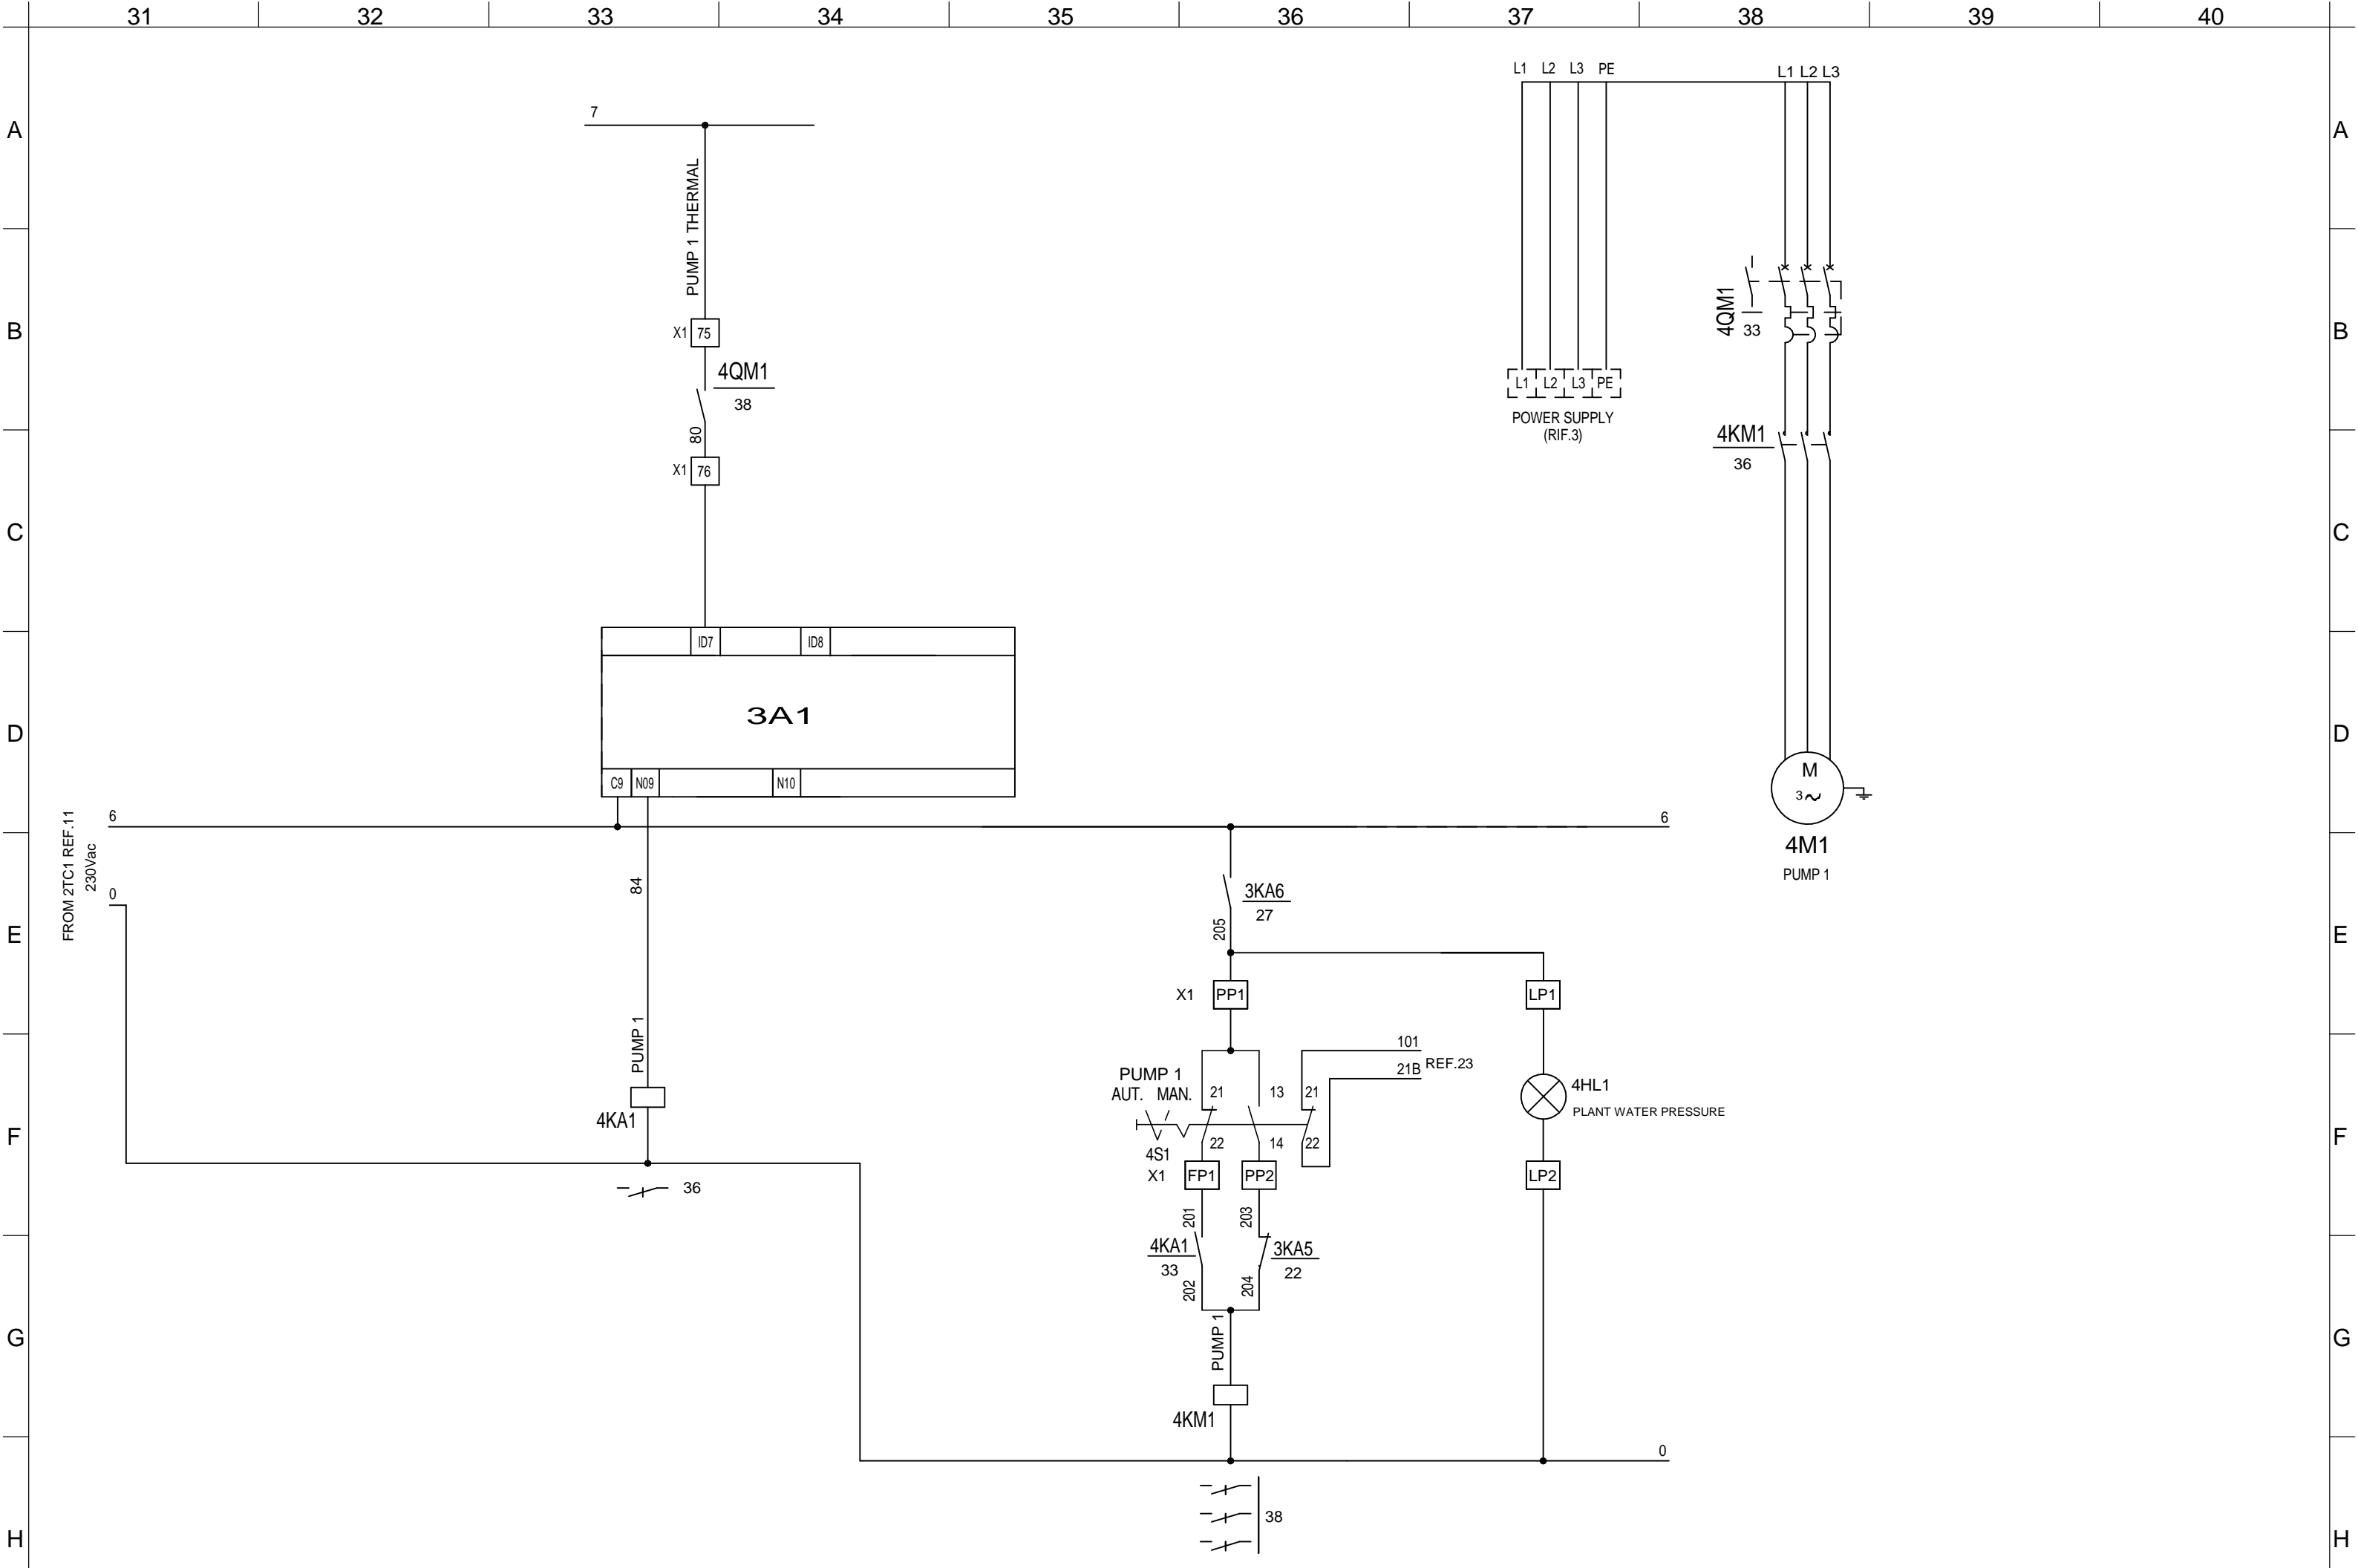 31 32 33 34 35 36 37 38 39 40
L1 L2 L3 PE
L1 L2 L3
7
A A
PUMP 1 THERMAL
4QM1
33
B B
X1 75
4QM1
38
80
X1 76
L1 L2 L3 PE
POWER SUPPLY
(RIF.3)
4KM1
36
C C
ID7 ID8
3A1
C9 N09 N10
D D
M
3
4M1
PUMP 1
FROM 2TC1 REF.11
230Vac
6 6
0
84
3KA6
27
205
E E
X1 PP1 LP1
PUMP 1
4KA1
36
101
21B REF.23
PUMP 1
AUT. MAN.
21 13 21
22 14 22
4S1
4HL1
PLANT WATER PRESSURE
F F
X1 FP1 PP2 LP2
201 203
4KA1
33
3KA5
22
202 204
PUMP 1
G G
4KM1
0
38
H H